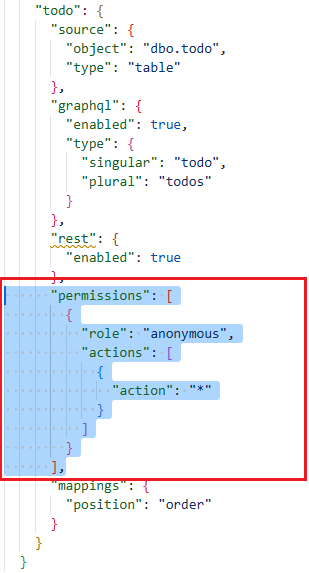 "todo": {
"source": {
"object": "dbo.todo",
"type": "table"
},
"graphql": {
"enabled": true,
"type": {
"singular": "todo",
"plural": "todos"
}
},
"rest": {
"enabled": true
},
"permissions": [
{
"role": "anonymous",
"actions": [
{
"action": "*"
}
]
}
],
"mappings": {
"position": "order"
}
}
}